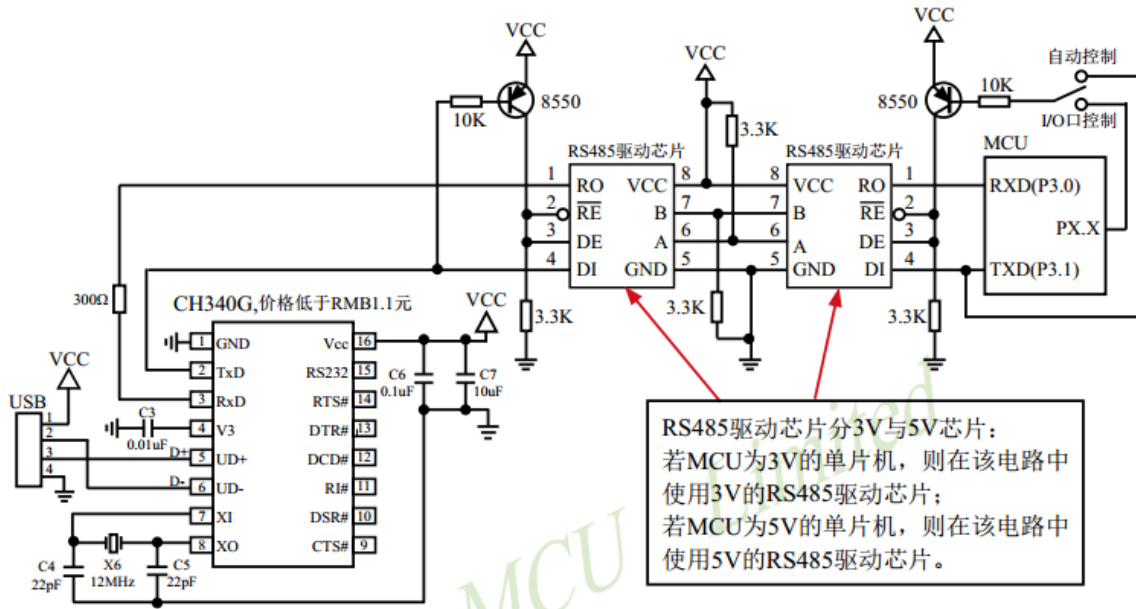 VCC
8550
10K
VCC
3.3K
VCC
8550
10K
自动控制
I/O口控制
RS485驱动芯片
1 RO VCC 8
2 RE B 7
3 DE A 6
4 DI GND 5
3.3K
3.3K
RS485驱动芯片
8 VCC RO 1
7 B RE 2
6 A DE 3
5 GND DI 4
3.3K
MCU
RXD(P3.0)
PX.X
TXD(P3.1)
300Ω
CH340G,价格低于RMB1.1元
1 GND Vcc 16
2 TxD RS232 15
3 RxD RTS# 14
4 V3 DTR# 13
5 UD+ DCD# 12
6 UD- RI# 11
7 XI DSR# 10
8 XO CTS# 9
VCC
C6
0.1uF
C7
10uF
VCC
USB
1
2
3
4
C3
0.01uF
D+
D-
C4
22pF
X6
12MHz
C5
22pF
RS485驱动芯片分3V与5V芯片：
若MCU为3V的单片机，则在该电路中
使用3V的RS485驱动芯片；
若MCU为5V的单片机，则在该电路中
使用5V的RS485驱动芯片。
MCU Limited